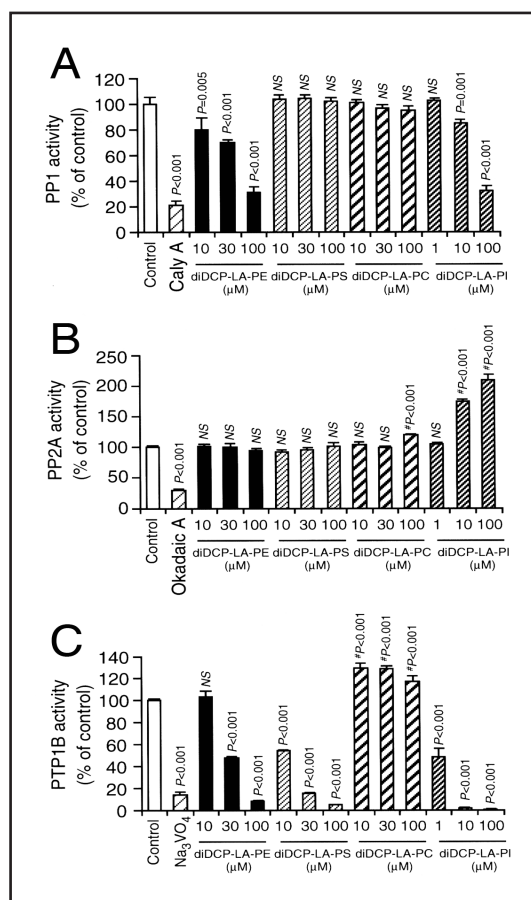 A
PP1 activity
(% of control)
120
100
80
60
40
20
0
P<0.001
P=0.005
P<0.001
P<0.001
NS
NS
NS
NS
NS
NS
NS
P=0.001
P<0.001
Control
Caly A
10 30 100 10 30 100 10 30 100 1 10 100
diDCP-LA-PE diDCP-LA-PS diDCP-LA-PC diDCP-LA-PI
(µM) (µM) (µM) (µM)
B
PP2A activity
(% of control)
250
200
150
100
50
0
P<0.001
NS
NS
NS
NS
NS
NS
NS
NS
#P<0.001
NS
#P<0.001
#P<0.001
Control
Okadaic A
10 30 100 10 30 100 10 30 100 1 10 100
diDCP-LA-PE diDCP-LA-PS diDCP-LA-PC diDCP-LA-PI
(µM) (µM) (µM) (µM)
C
PTP1B activity
(% of control)
140
120
100
80
60
40
20
0
P<0.001
NS
P<0.001
P<0.001
P<0.001
P<0.001
P<0.001
#P<0.001
#P<0.001
#P<0.001
P<0.001
P<0.001
P<0.001
Control
Na₃VO₄
10 30 100 10 30 100 10 30 100 1 10 100
diDCP-LA-PE diDCP-LA-PS diDCP-LA-PC diDCP-LA-PI
(µM) (µM) (µM) (µM)